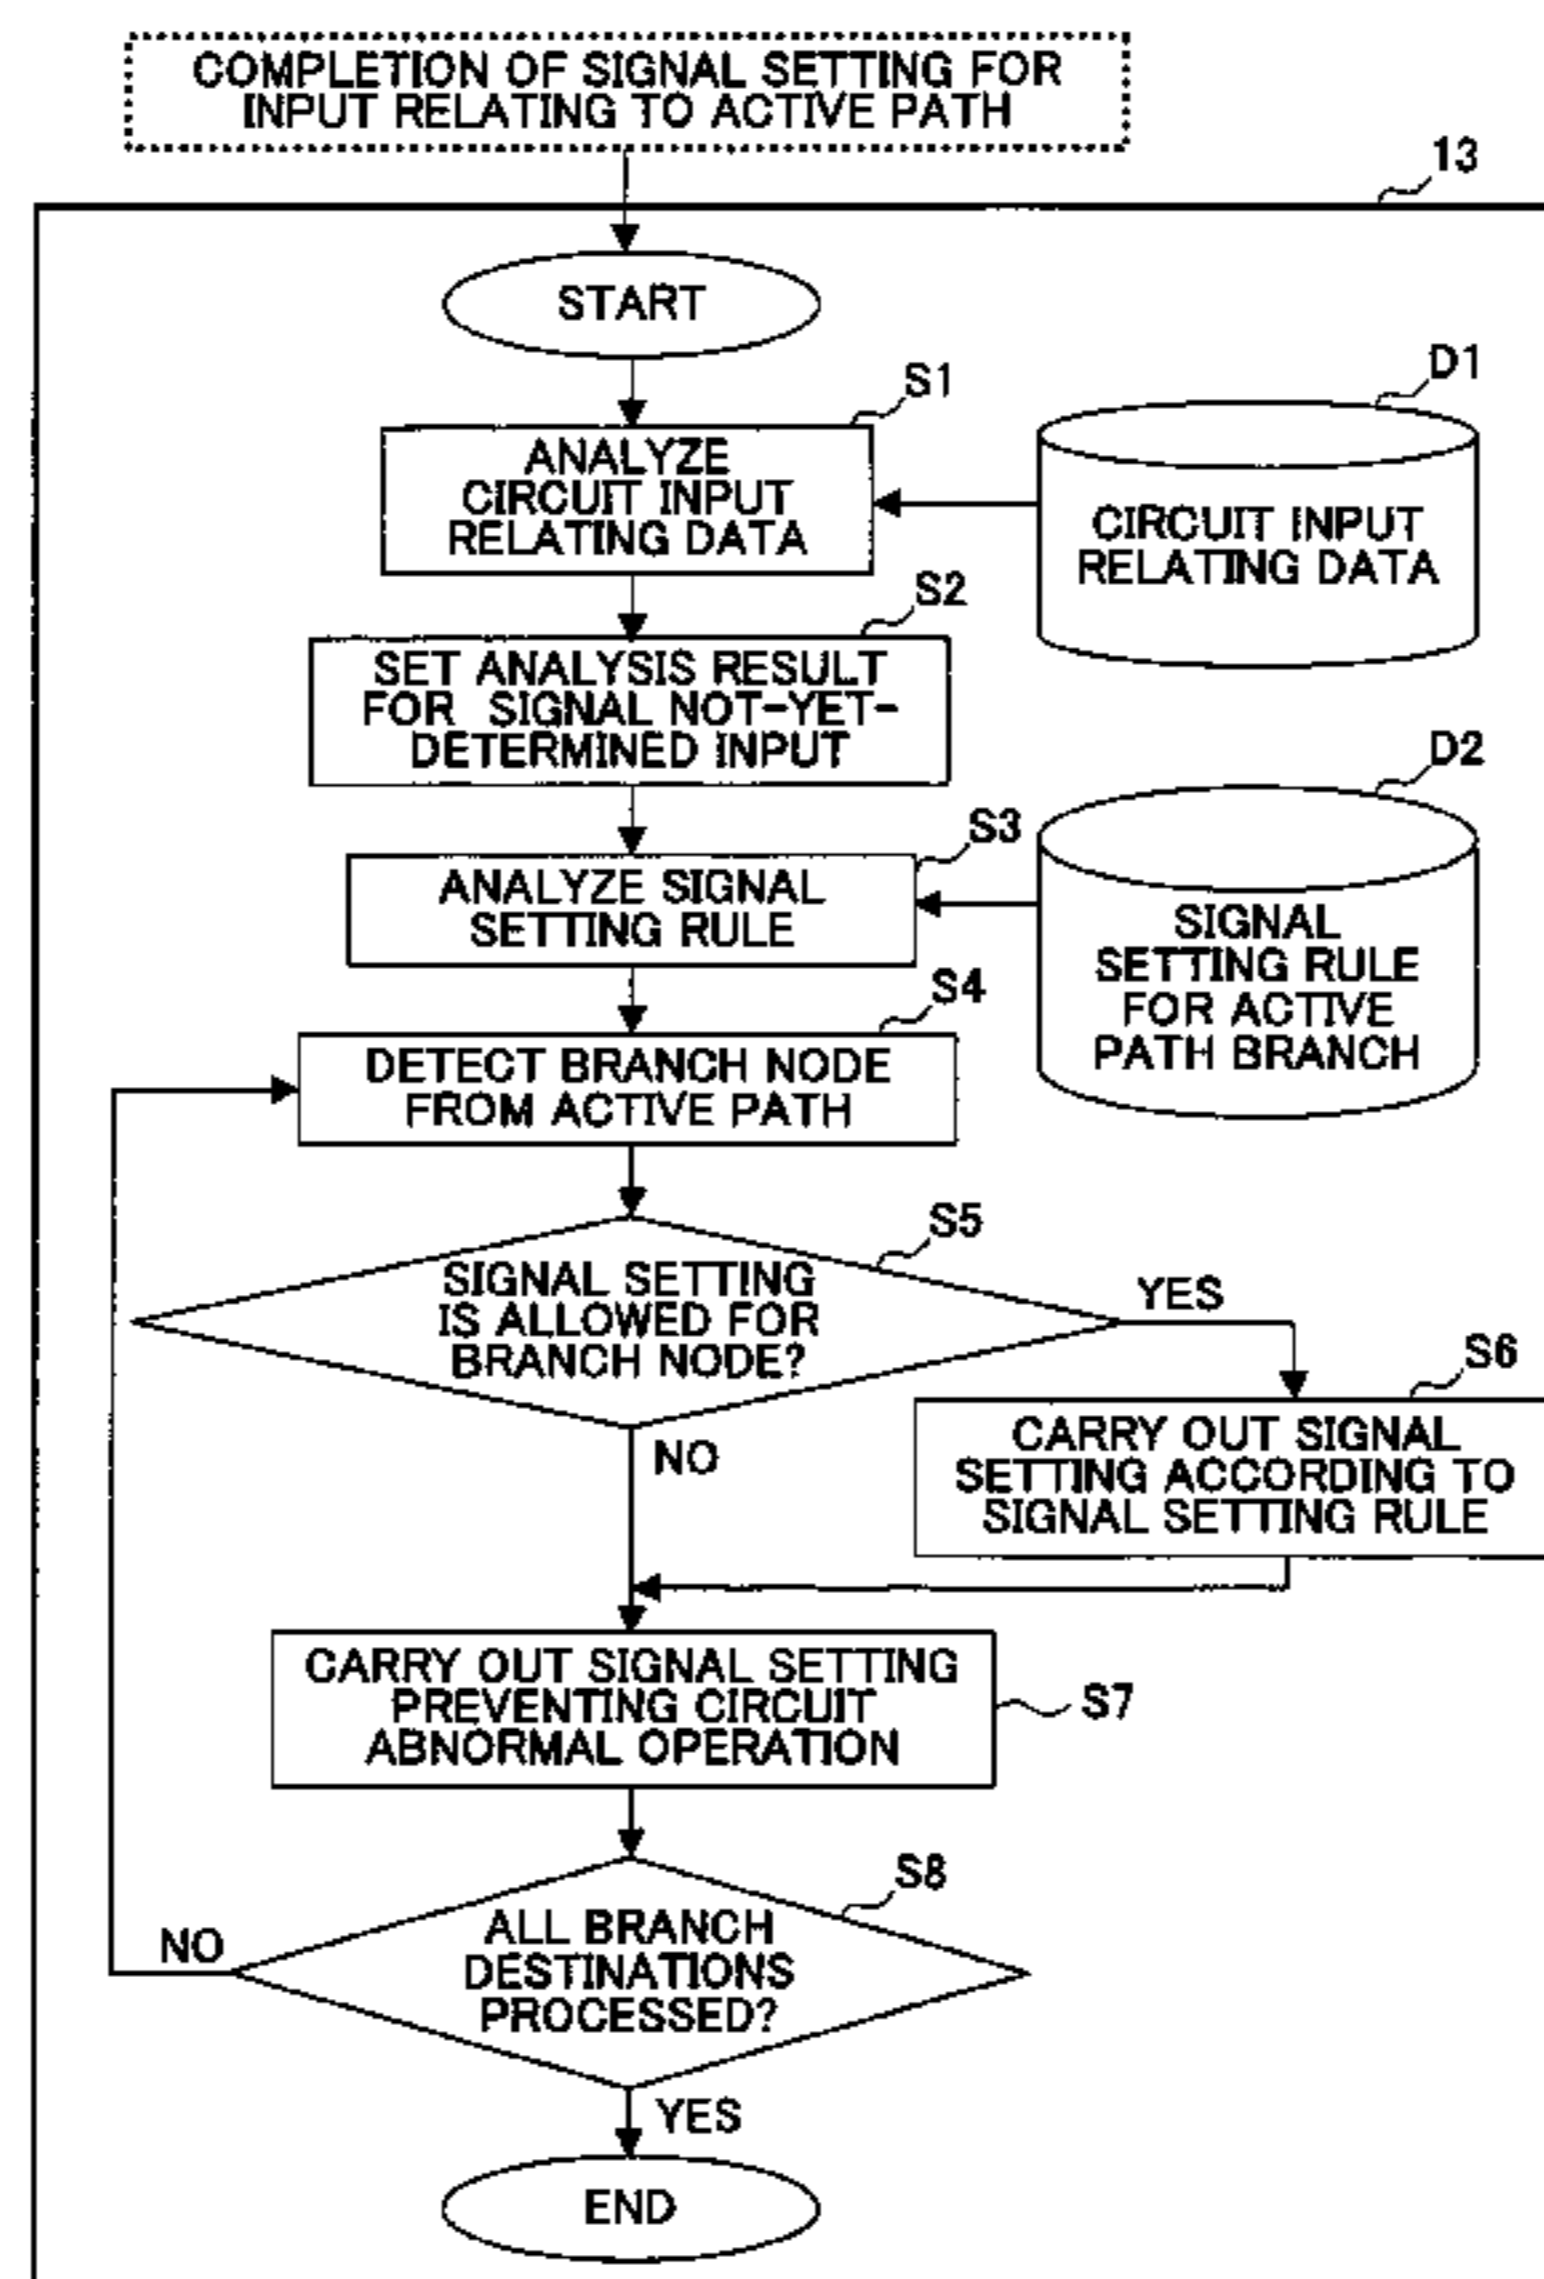 COMPLETION OF SIGNAL SETTING FOR
INPUT RELATING TO ACTIVE PATH
13
START
S1
ANALYZE
CIRCUIT INPUT
RELATING DATA
D1
CIRCUIT INPUT
RELATING DATA
S2
SET ANALYSIS RESULT
FOR SIGNAL NOT-YET-
DETERMINED INPUT
S3
ANALYZE SIGNAL
SETTING RULE
D2
SIGNAL
SETTING RULE
FOR ACTIVE
PATH BRANCH
S4
DETECT BRANCH NODE
FROM ACTIVE PATH
S5
SIGNAL SETTING
IS ALLOWED FOR
BRANCH NODE?
YES
NO
S6
CARRY OUT SIGNAL
SETTING ACCORDING TO
SIGNAL SETTING RULE
CARRY OUT SIGNAL SETTING
PREVENTING CIRCUIT
ABNORMAL OPERATION
S7
S8
ALL BRANCH
DESTINATIONS
PROCESSED?
NO
YES
END